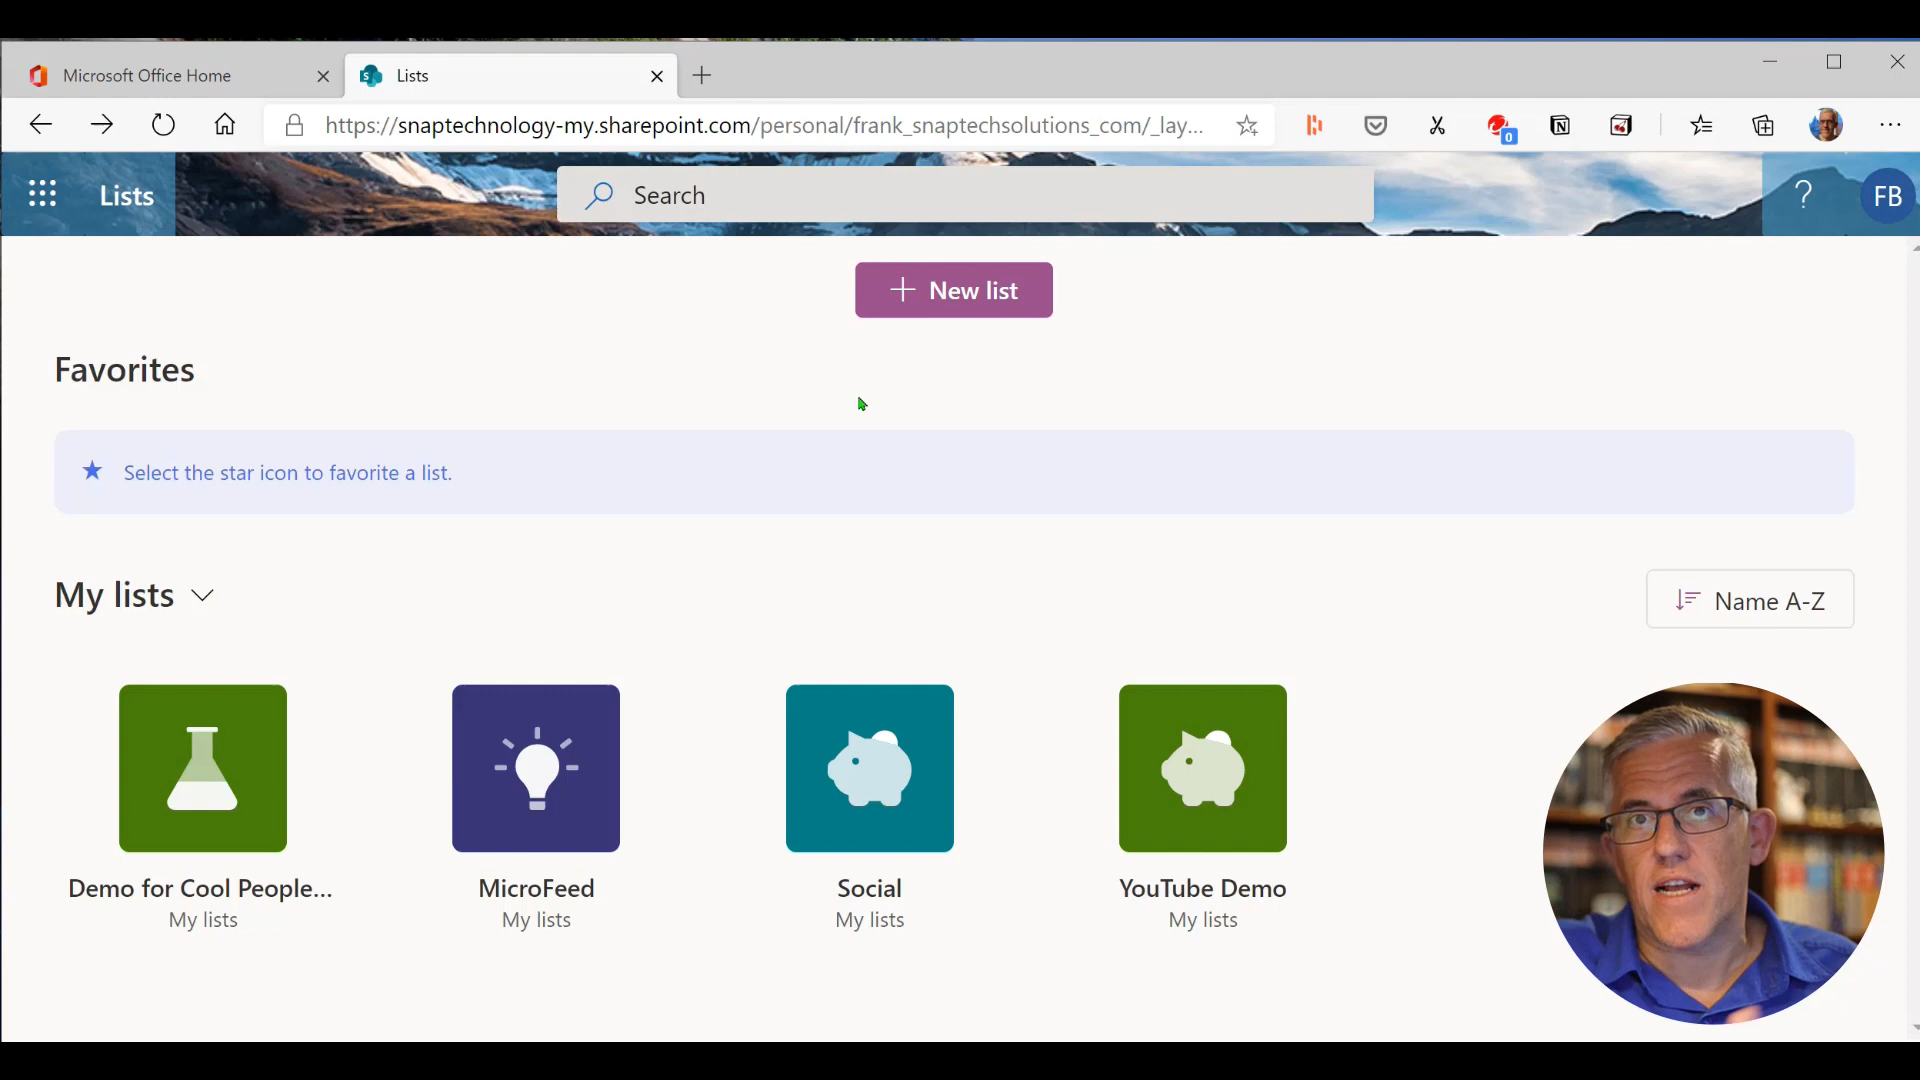 Microsoft Office Home
Lists
https://snaptechnology-my.sharepoint.com/personal/frank_snaptechsolutions_com/_lay...
0
Lists
Search
?
FB
New list
Favorites
Select the star icon to favorite a list.
My lists
Name A-Z
Demo for Cool People...
MicroFeed
Social
YouTube Demo
My lists
My lists
My lists
My lists